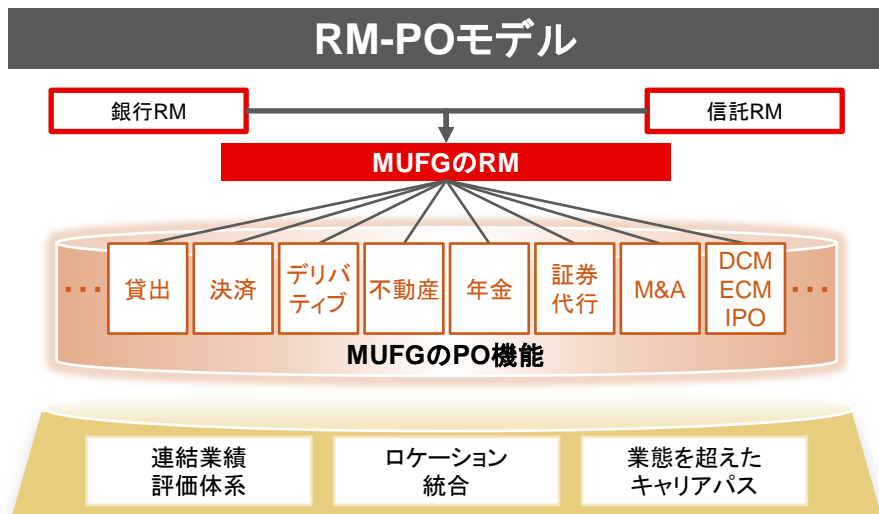 RM-POモデル
銀行RM
信託RM
MUFGのRM
･･･
貸出
決済
デリバ
ティブ
不動産
年金
証券
代行
M&A
DCM
ECM
IPO
･･･
MUFGのPO機能
連結業績
評価体系
ロケーション
統合
業態を超えた
キャリアパス